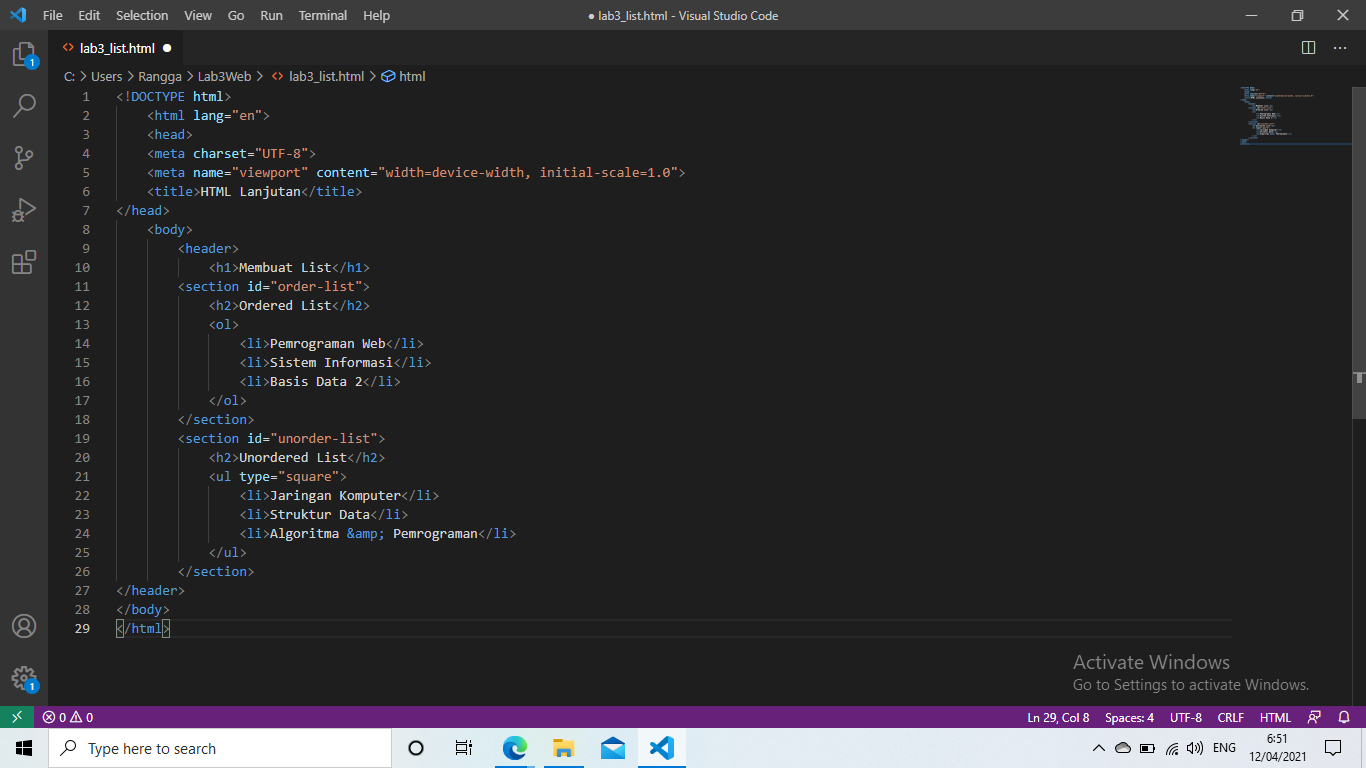 File Edit Selection View Go Run Terminal Help ● lab3_list.html - Visual Studio Code
lab3_list.html ●
C: > Users > Rangga > Lab3Web > lab3_list.html > html
1 <!DOCTYPE html>
2 <html lang="en">
3 <head>
4 <meta charset="UTF-8">
5 <meta name="viewport" content="width=device-width, initial-scale=1.0">
6 <title>HTML Lanjutan</title>
7 </head>
8 <body>
9 <header>
10 <h1>Membuat List</h1>
11 <section id="order-list">
12 <h2>Ordered List</h2>
13 <ol>
14 <li>Pemrograman Web</li>
15 <li>Sistem Informasi</li>
16 <li>Basis Data 2</li>
17 </ol>
18 </section>
19 <section id="unorder-list">
20 <h2>Unordered List</h2>
21 <ul type="square">
22 <li>Jaringan Komputer</li>
23 <li>Struktur Data</li>
24 <li>Algoritma &amp; Pemrograman</li>
25 </ul>
26 </section>
27 </header>
28 </body>
29 </html>
1
1
Activate Windows
Go to Settings to activate Windows.
0 0 Ln 29, Col 8 Spaces: 4 UTF-8 CRLF HTML
Type here to search
ENG
6:51
12/04/2021